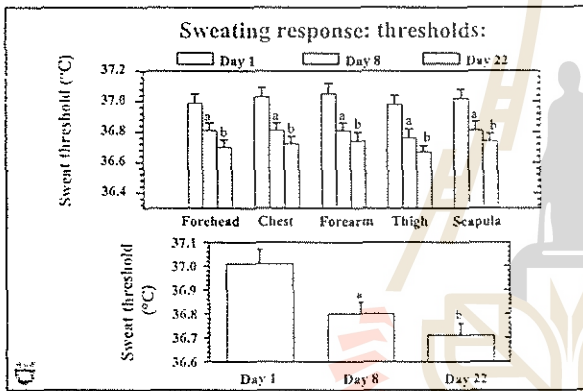 Sweating response: thresholds:
Day 1 Day 8 Day 22
Sweat threshold (°C)
37.2
37.0
36.8
36.6
36.4
a b a b a b a b a b
Forehead Chest Forearm Thigh Scapula
Sweat threshold
(°C)
37.1
37.0
36.9
36.8
36.7
36.6
a
b
Day 1 Day 8 Day 22